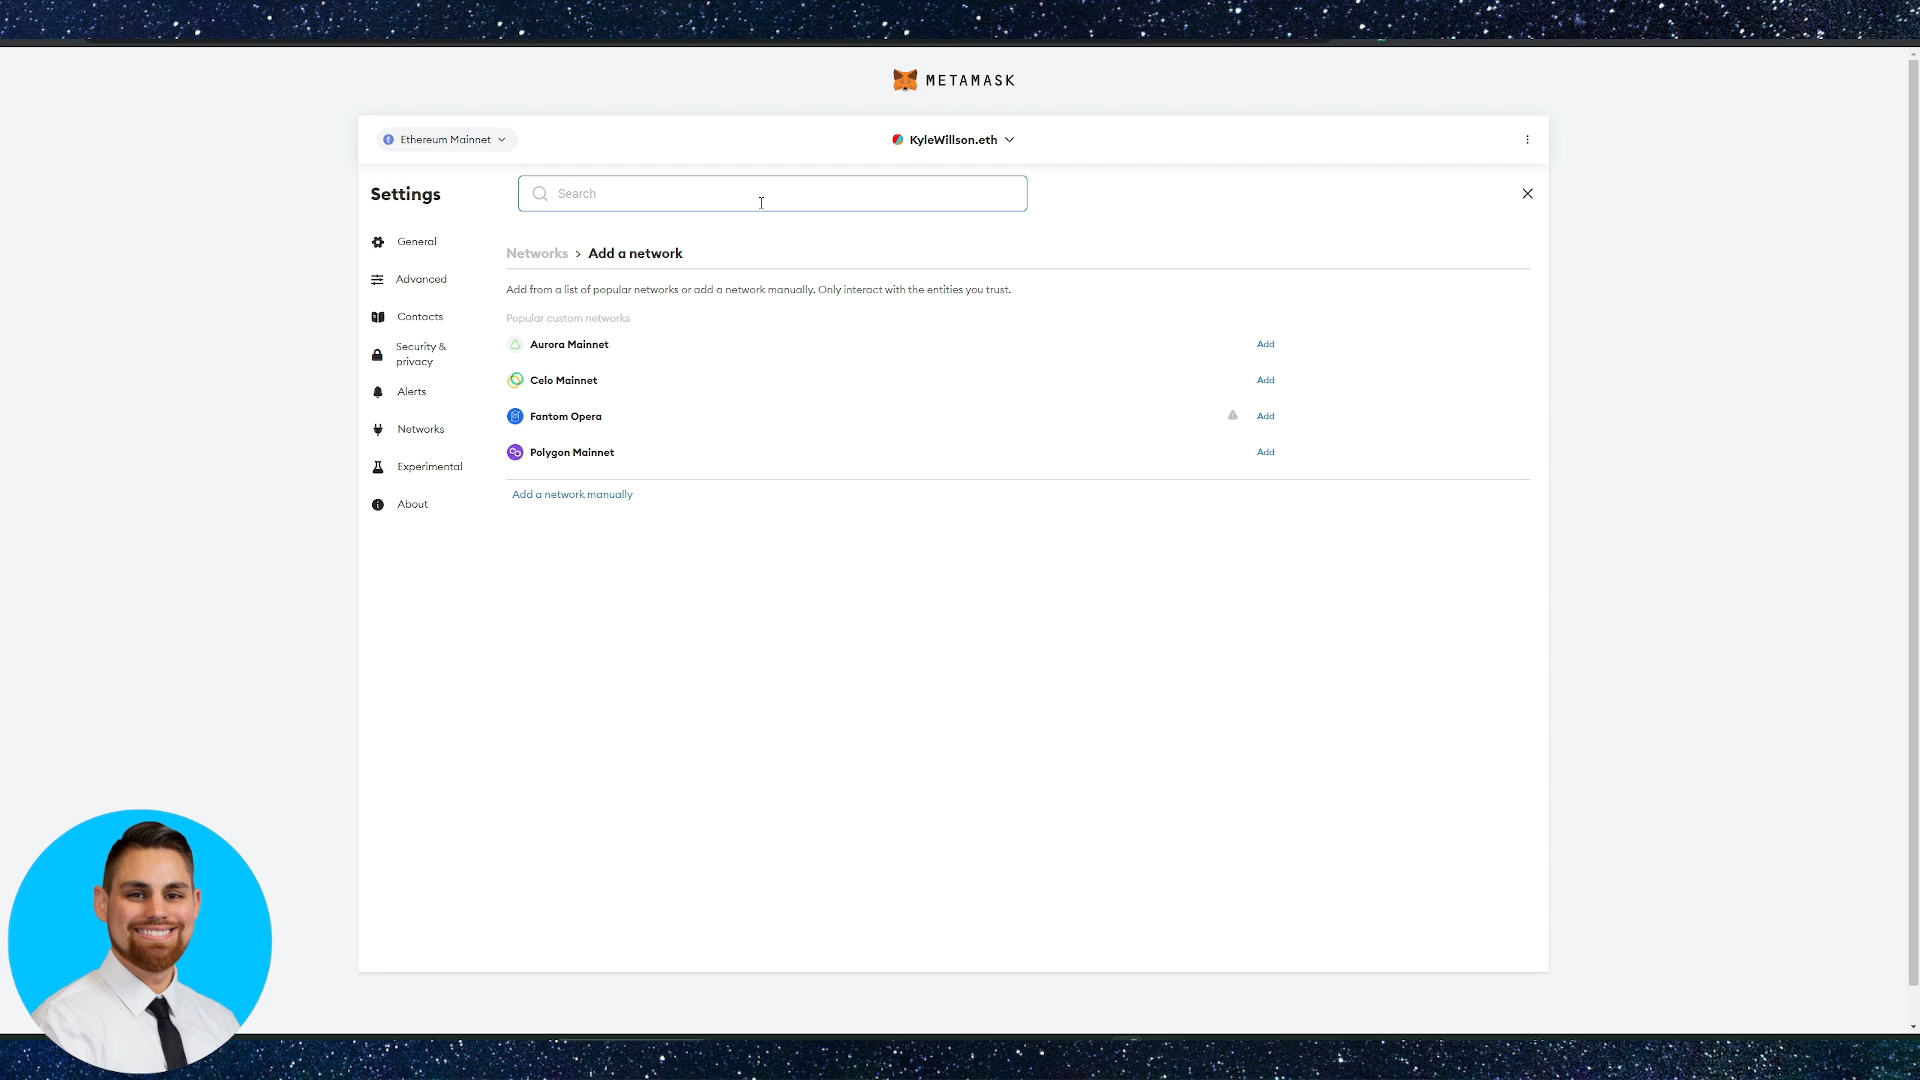 METAMASK
Ethereum Mainnet
KyleWillson.eth
Settings
Search
General
Advanced
Contacts
Security &
privacy
Alerts
Networks
Experimental
About
Networks > Add a network
Add from a list of popular networks or add a network manually. Only interact with the entities you trust.
Popular custom networks
Aurora Mainnet Add
Celo Mainnet Add
Fantom Opera Add
Polygon Mainnet Add
Add a network manually